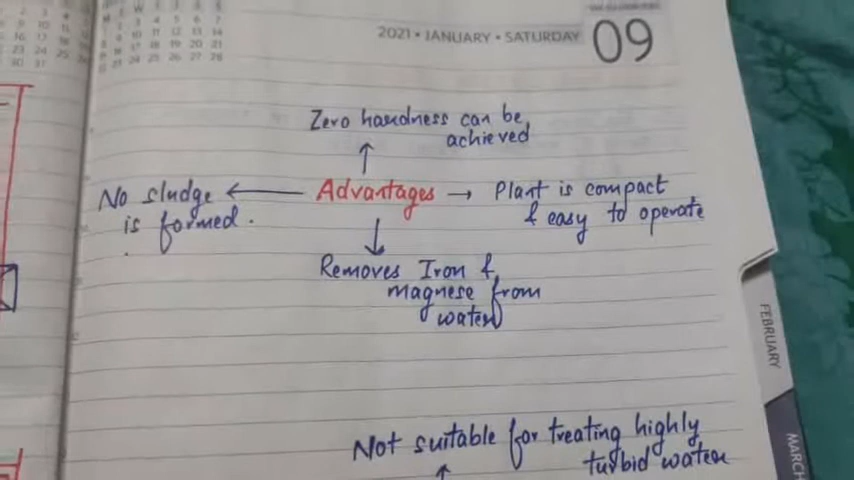 2021 • JANUARY • SATURDAY 09
Zero hardness can be
achieved
No sludge ← Advantages → Plant is compact
is formed. & easy to operate
Removes Iron &
magnese from
water
FEBRUARY
MARCH
Not suitable for treating highly
turbid water